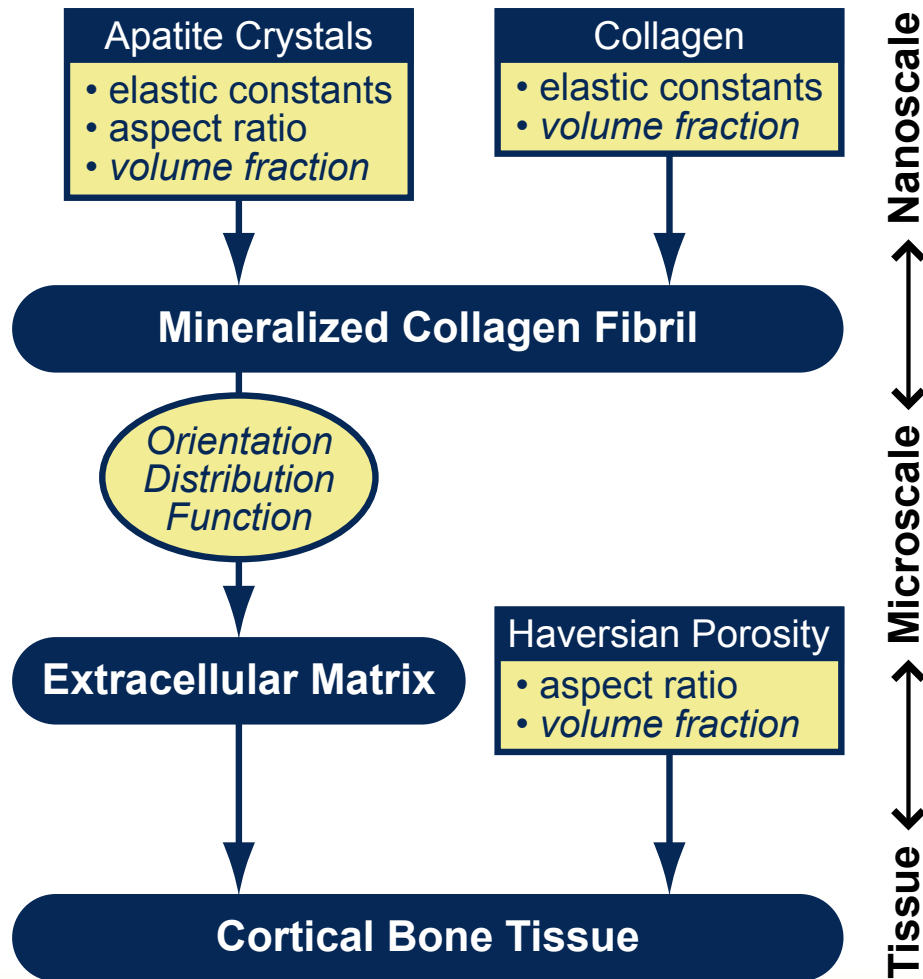 Apatite Crystals
• elastic constants
• aspect ratio
• volume fraction
Collagen
• elastic constants
• volume fraction
Mineralized Collagen Fibril
Orientation
Distribution
Function
Extracellular Matrix
Haversian Porosity
• aspect ratio
• volume fraction
Cortical Bone Tissue
Nanoscale
Microscale
Tissue